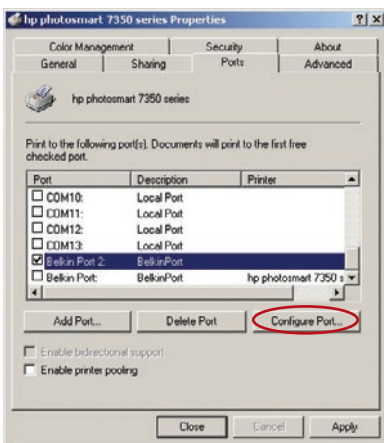 hp photosmart 7350 series Properties
Color Management Security About
General Sharing Ports Advanced
hp photosmart 7350 series
Print to the following port(s). Documents will print to the first free
checked port.
Port Description Printer
COM10: Local Port
COM11: Local Port
COM12: Local Port
COM13: Local Port
Belkin Port 2: BelkinPort
Belkin Port: BelkinPort hp photosmart 7350 s
Add Port... Delete Port Configure Port...
Enable bidirectional support
Enable printer pooling
Close Cancel Apply